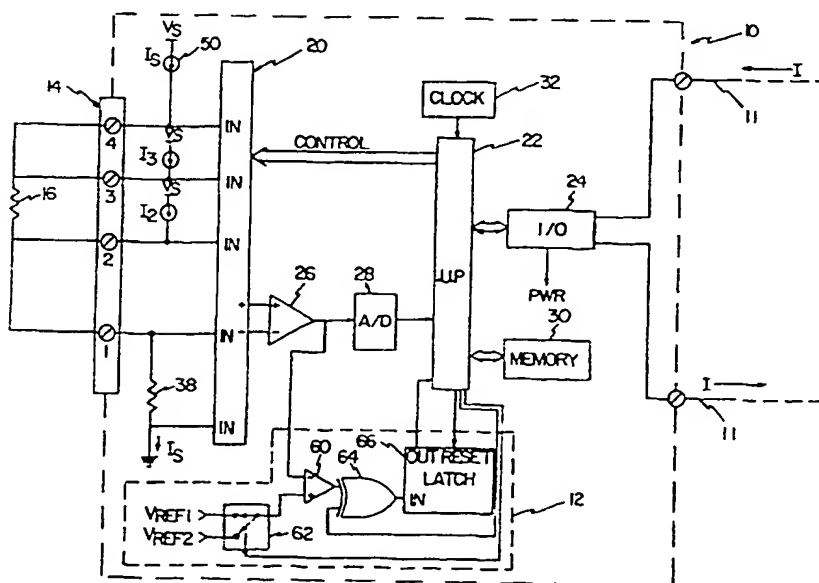 VS
IS
50
20
10
I
14
CLOCK
32
11
4
VS
IN
CONTROL
22
I3
3
VS
IN
24
16
I2
I/O
2
IN
26
28
UP
PWR
30
A/D
MEMORY
1
+
-
IN
38
I
11
IS
IN
66
60
64
OUT RESET
LATCH
IN
12
VREF1
VREF2
62